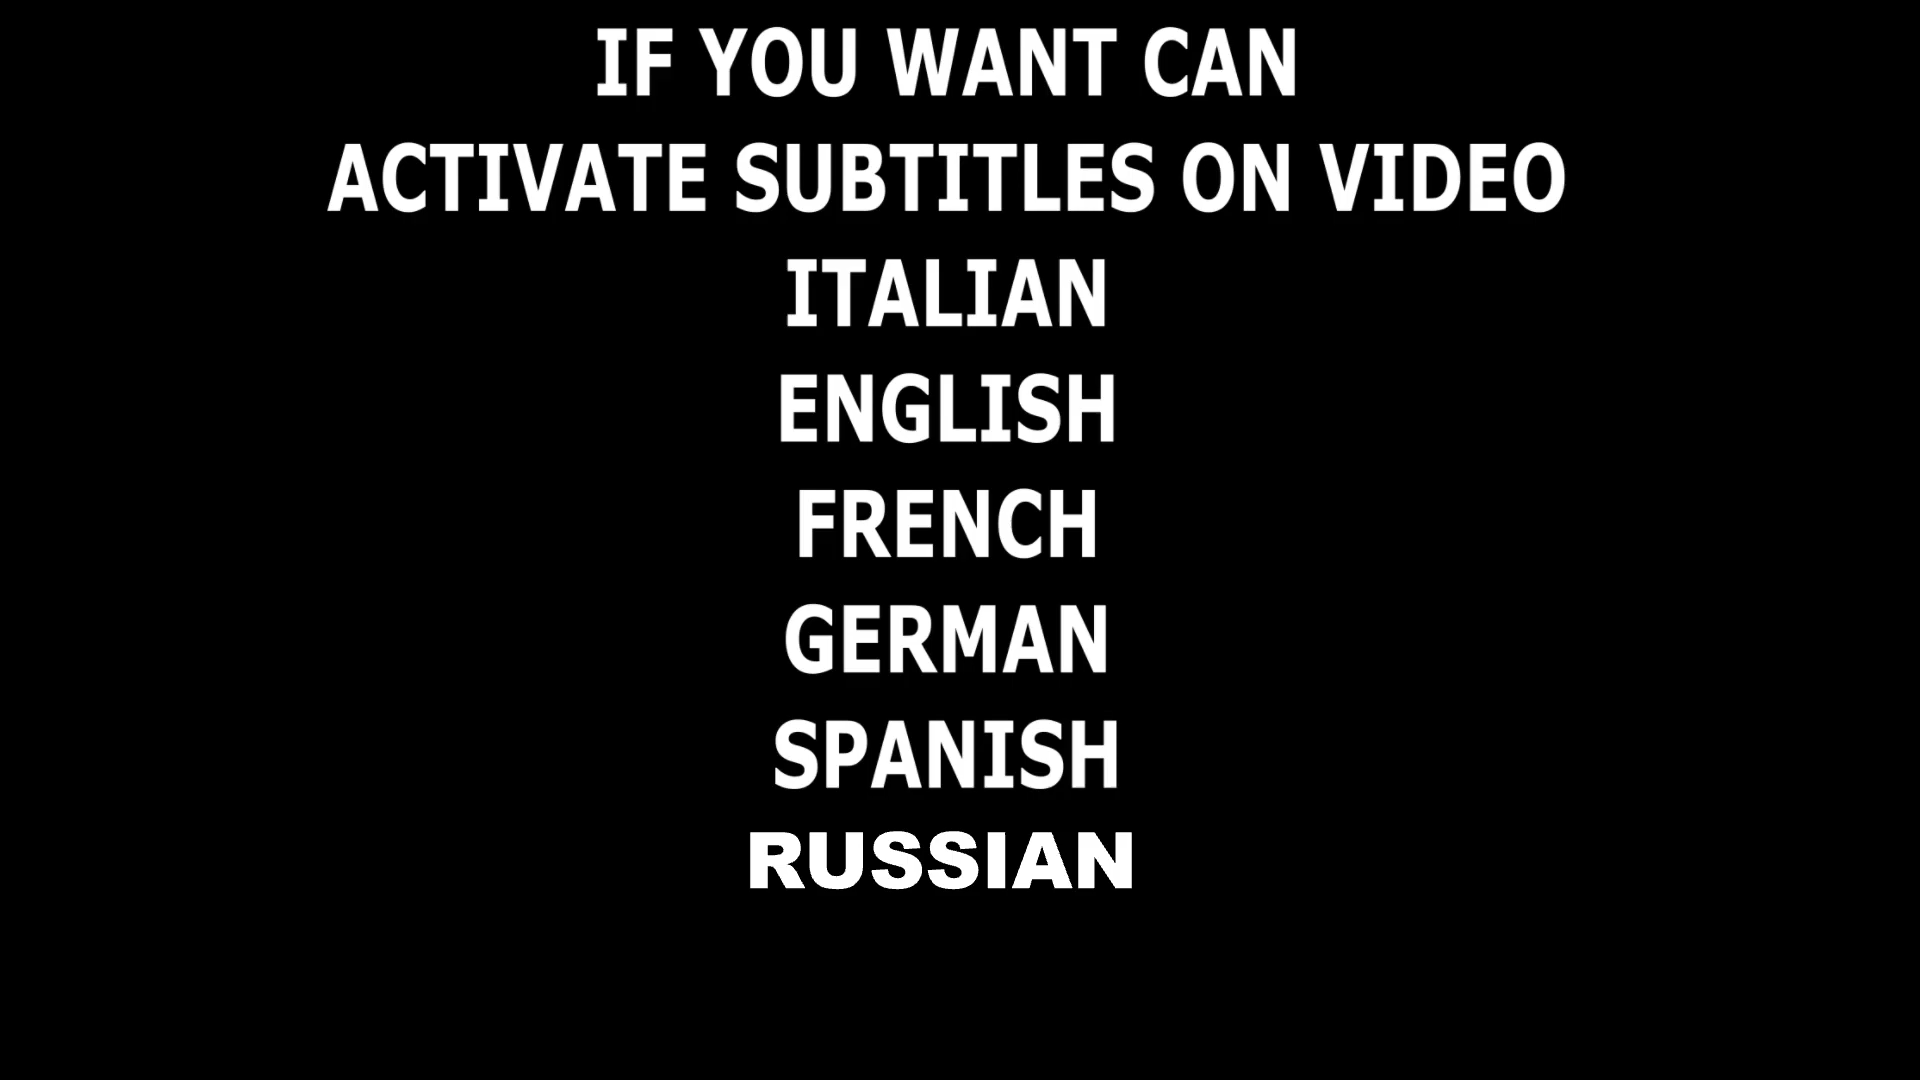 IF YOU WANT CAN
ACTIVATE SUBTITLES ON VIDEO
ITALIAN
ENGLISH
FRENCH
GERMAN
SPANISH
RUSSIAN